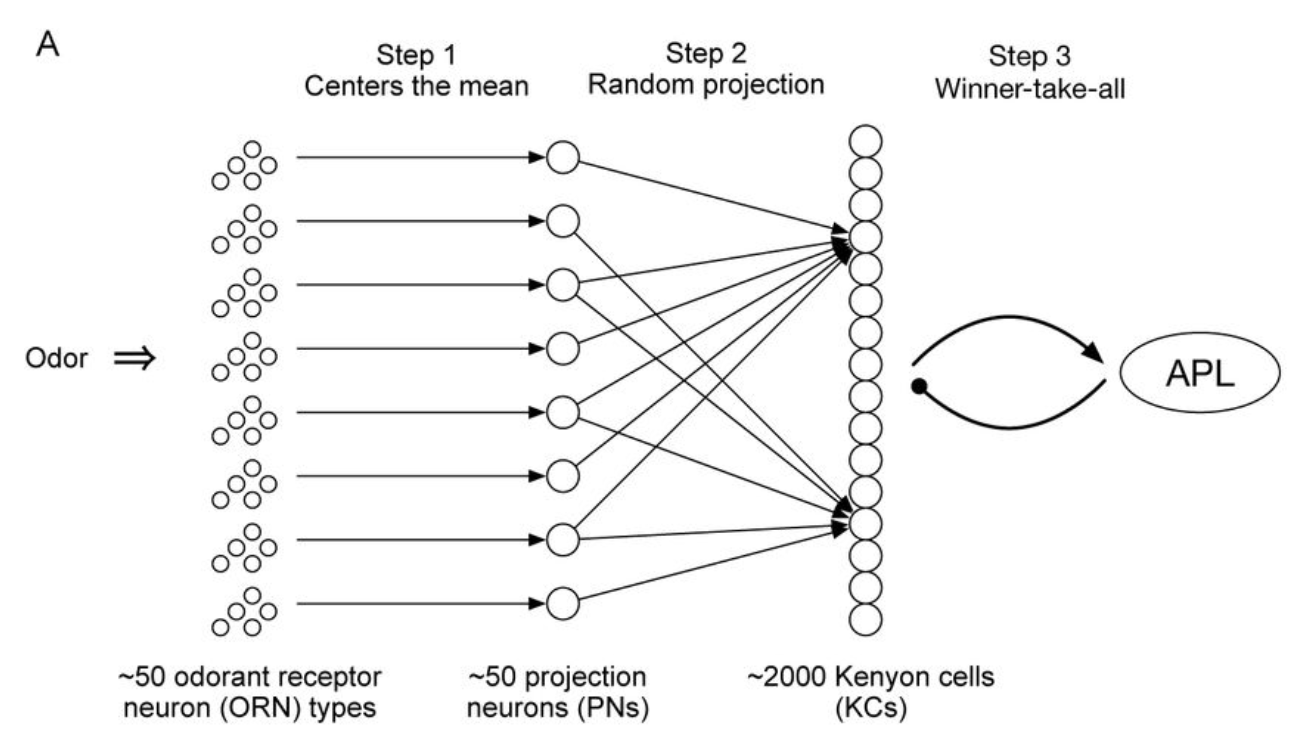 A
Step 1
Centers the mean
Step 2
Random projection
Step 3
Winner-take-all
Odor ⇒
APL
~50 odorant receptor
neuron (ORN) types
~50 projection
neurons (PNs)
~2000 Kenyon cells
(KCs)